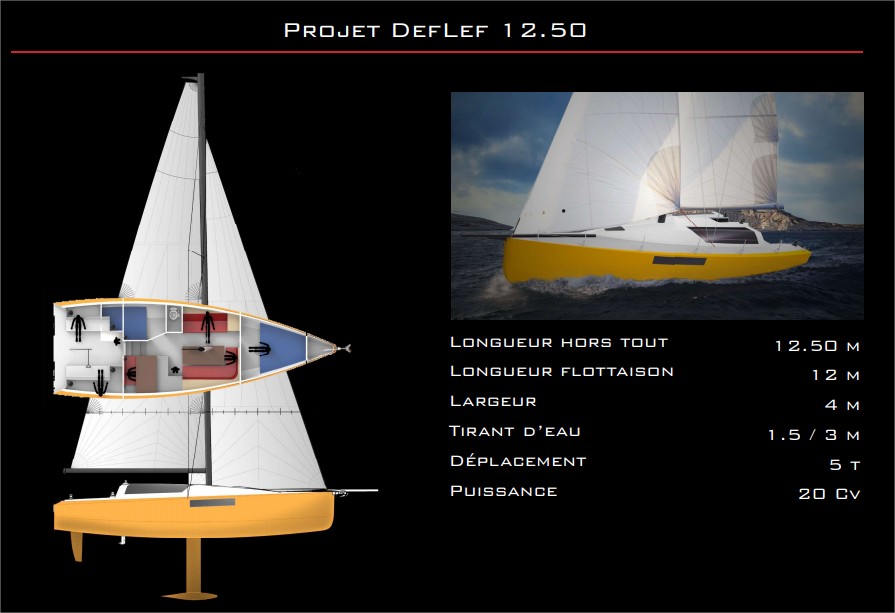 Projet DefLef 12.50
Longueur hors tout 12.50 m
Longueur flottaison 12 m
Largeur 4 m
Tirant d'eau 1.5 / 3 m
Déplacement 5 t
Puissance 20 Cv